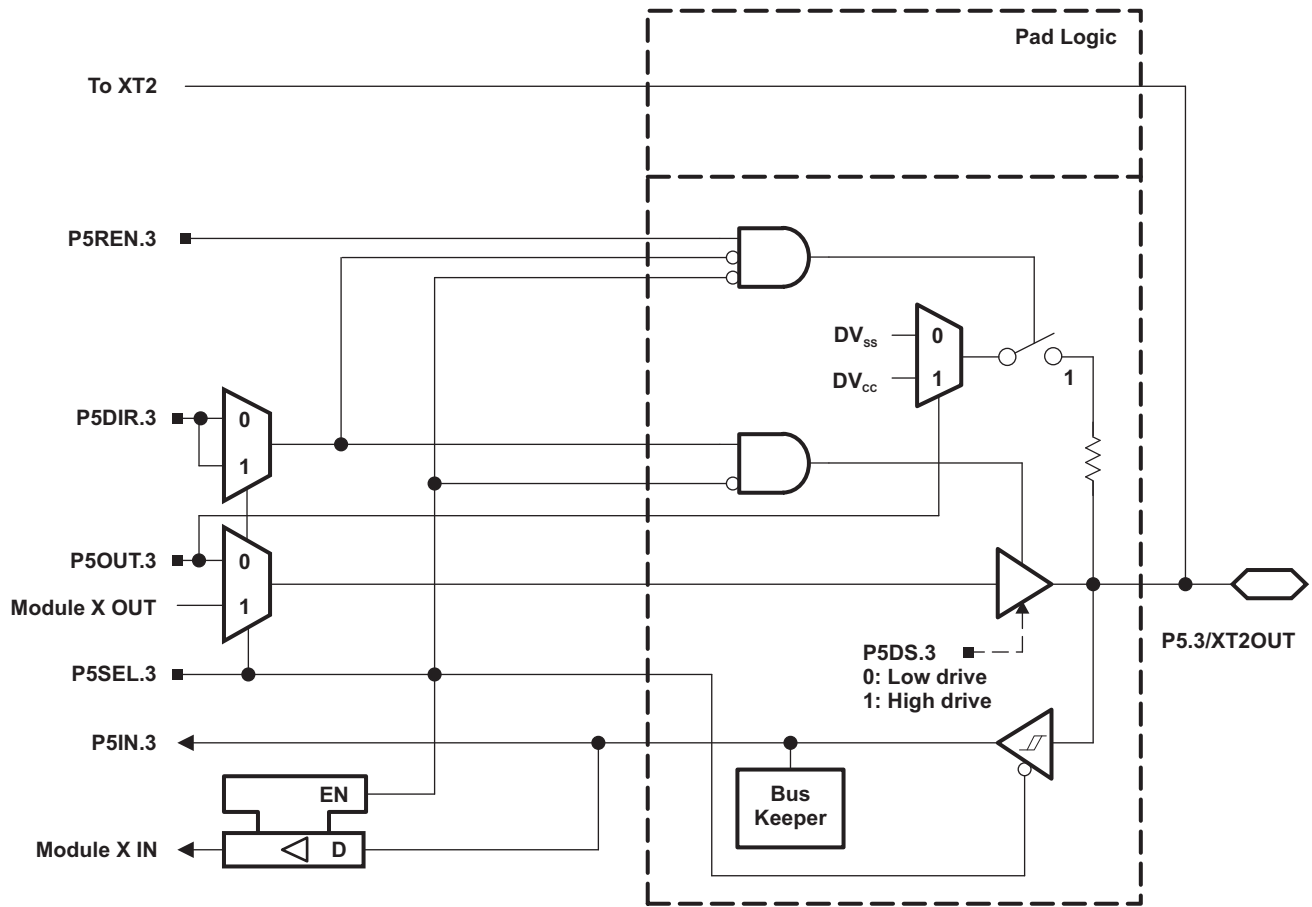 Pad Logic
To XT2
P5REN.3
DVSS
0
DVCC
1
1
P5DIR.3
0
1
P5OUT.3
0
Module X OUT
1
P5.3/XT2OUT
P5DS.3
0: Low drive
1: High drive
P5SEL.3
P5IN.3
EN
Bus
Keeper
Module X IN
D